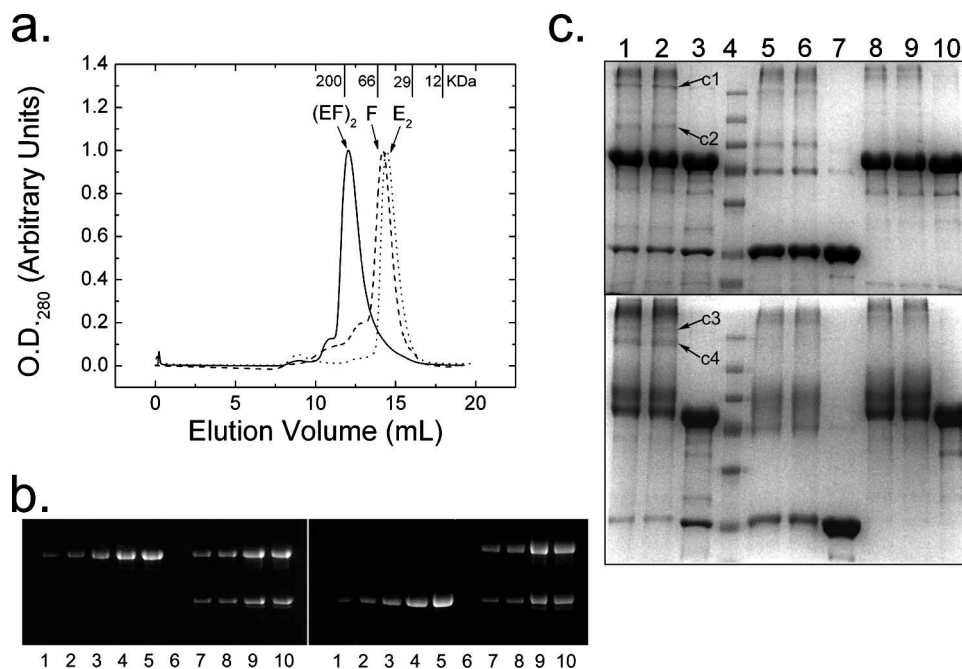 a.
1.4
1.2
1.0
0.8
0.6
0.4
0.2
0.0
O.D.280 (Arbitrary Units)
200 66 29 12 KDa
(EF)2 F E2
0 5 10 15 20
Elution Volume (mL)
b.
1 2 3 4 5 6 7 8 9 10
1 2 3 4 5 6 7 8 9 10
c.
1 2 3 4 5 6 7 8 9 10
c1
c2
c3
c4